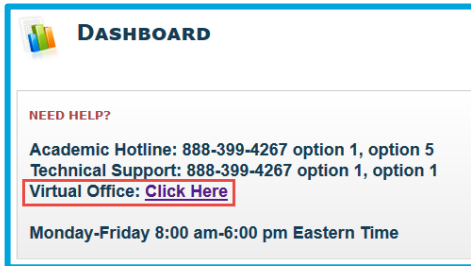 DASHBOARD
NEED HELP?
Academic Hotline: 888-399-4267 option 1, option 5
Technical Support: 888-399-4267 option 1, option 1
Virtual Office: Click Here
Monday-Friday 8:00 am-6:00 pm Eastern Time